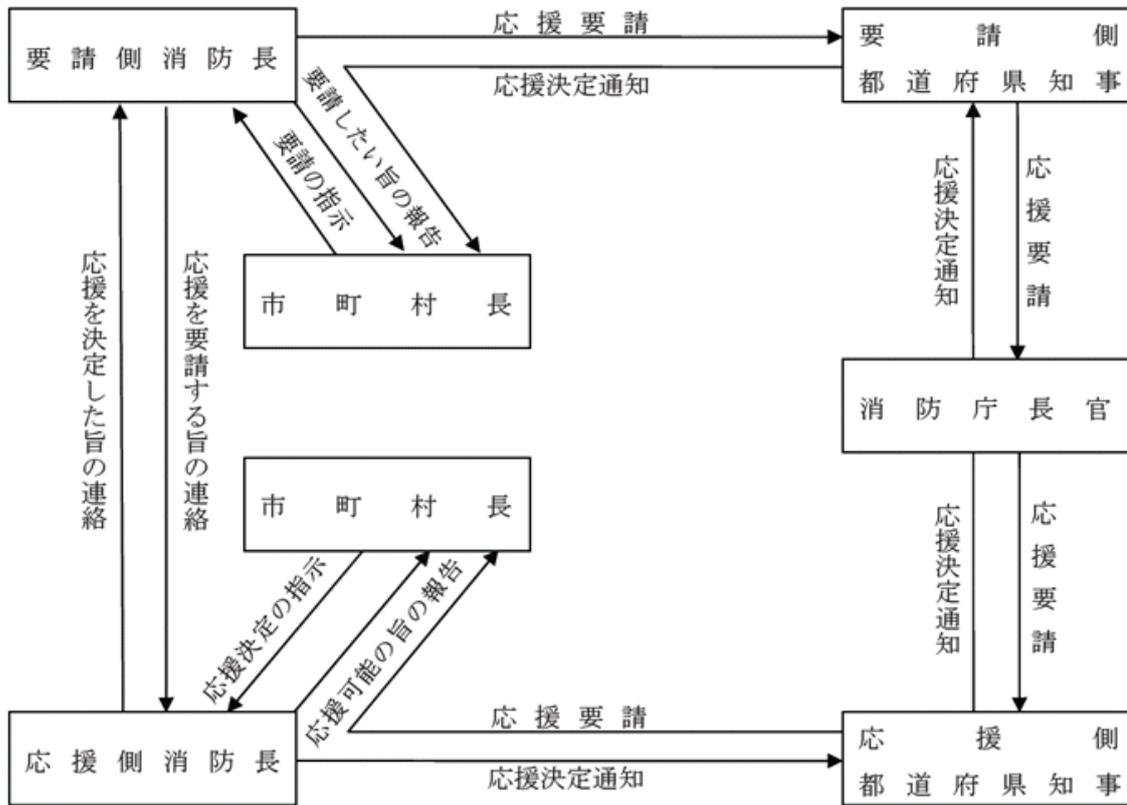 応援要請
要請側消防長
要請側
都道府県知事
応援決定通知
要請したい旨の報告
要請の指示
応援決定通知
応援要請
市町村長
応援を決定した旨の連絡
応援を要請する旨の連絡
消防庁長官
市町村長
応援決定の指示
応援可能の旨の報告
応援決定通知
応援要請
応援要請
応援側消防長
応援側
都道府県知事
応援決定通知